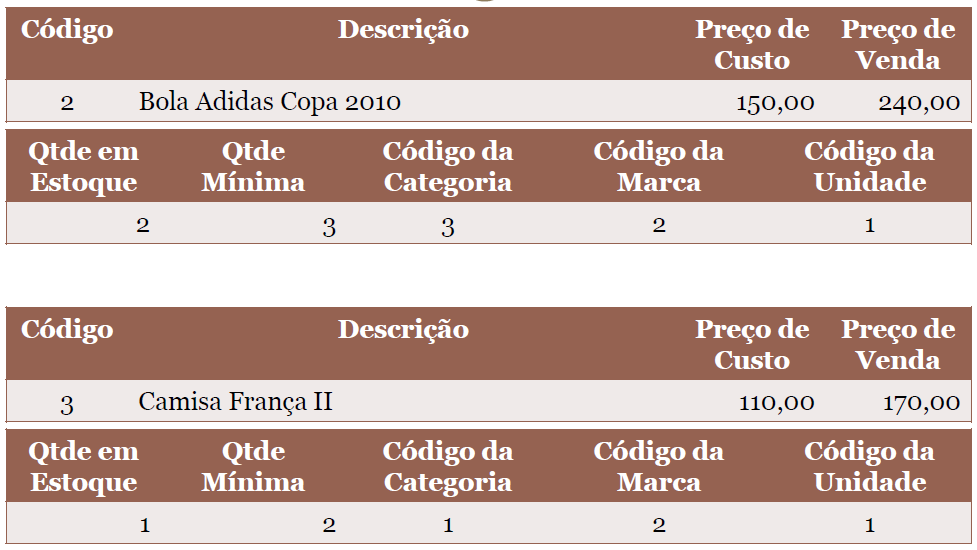 Código Descrição Preço de Custo Preço de Venda
2 Bola Adidas Copa 2010 150,00 240,00
Qtde em Estoque Qtde Mínima Código da Categoria Código da Marca Código da Unidade
2 3 3 2 1
Código Descrição Preço de Custo Preço de Venda
3 Camisa França II 110,00 170,00
Qtde em Estoque Qtde Mínima Código da Categoria Código da Marca Código da Unidade
1 2 1 2 1